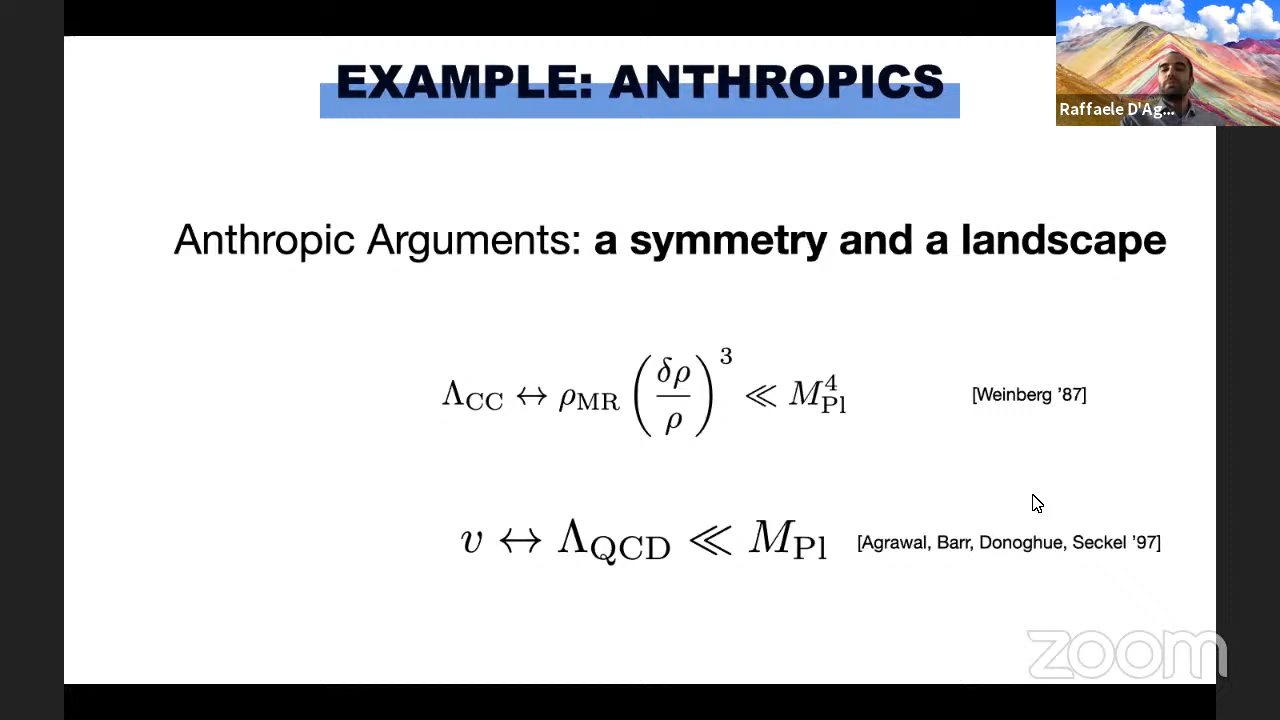 EXAMPLE: ANTHROPICS
Raffaele D'Ag...
Anthropic Arguments: a symmetry and a landscape
Λ_CC ↔ ρ_MR (δρ/ρ)^3 ≪ M_Pl^4 [Weinberg ’87]
v ↔ Λ_QCD ≪ M_Pl [Agrawal, Barr, Donoghue, Seckel ’97]
zoom